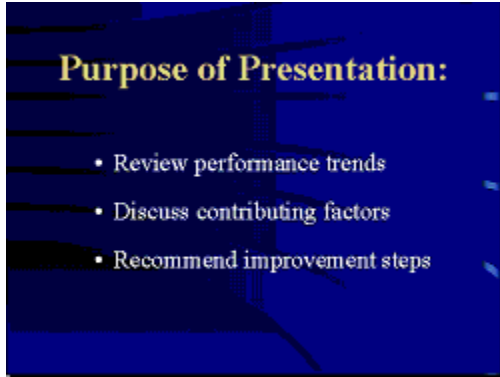 Purpose of Presentation:
• Review performance trends
• Discuss contributing factors
• Recommend improvement steps